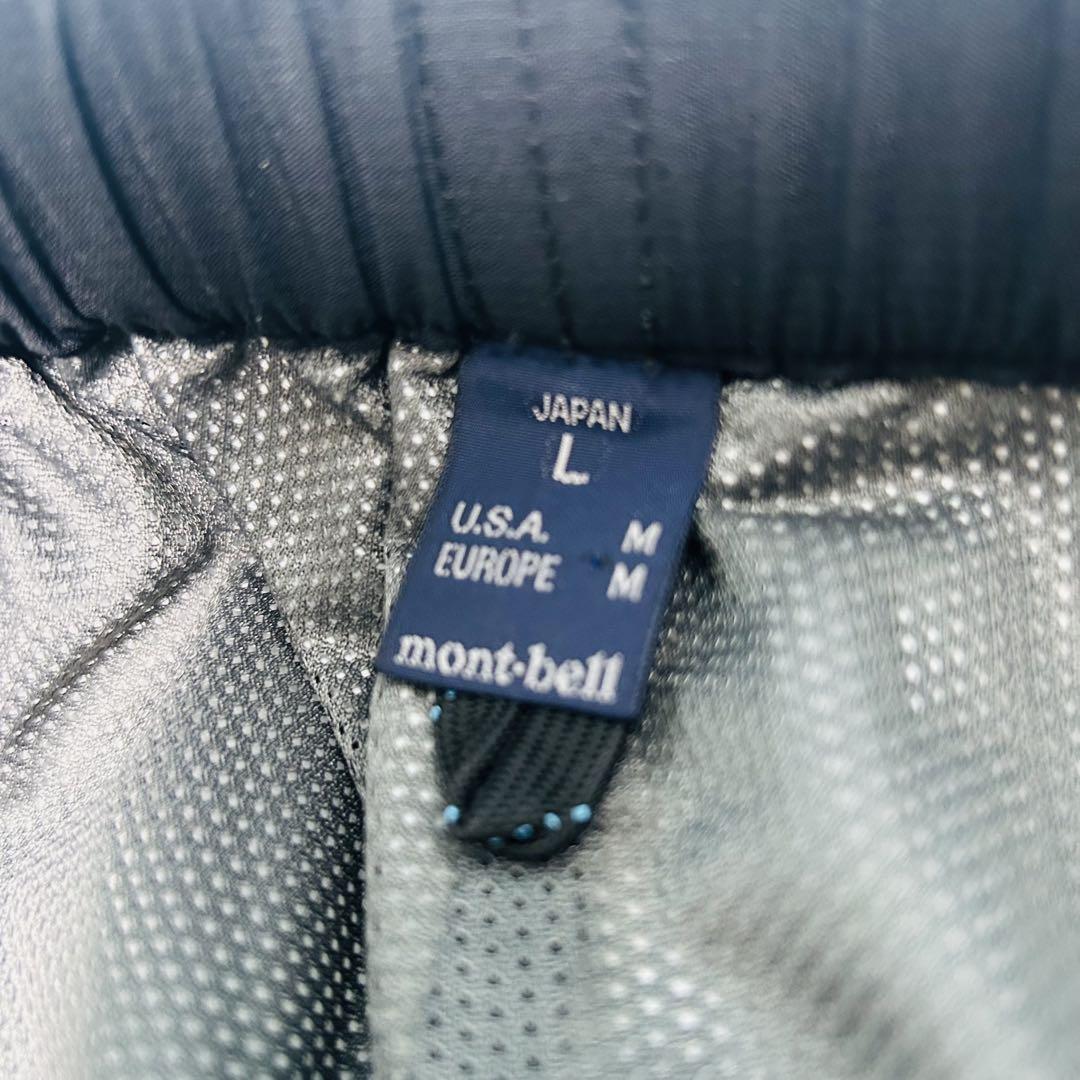 JAPAN
L
U.S.A. M
EUROPE M
mont·bell